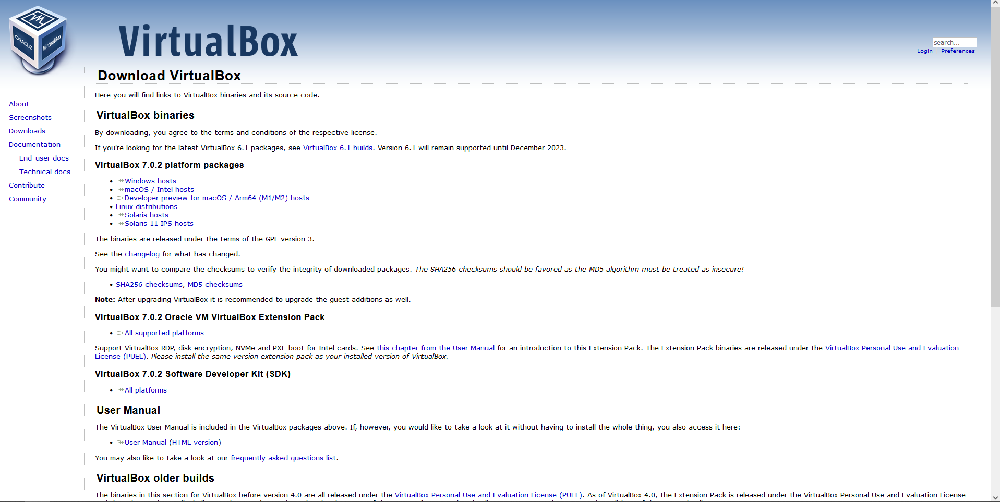 ORACLE
VirtualBox
VirtualBox
search...
Login Preferences
About
Screenshots
Downloads
Documentation
End-user docs
Technical docs
Contribute
Community
Download VirtualBox
Here you will find links to VirtualBox binaries and its source code.
VirtualBox binaries
By downloading, you agree to the terms and conditions of the respective license.
If you're looking for the latest VirtualBox 6.1 packages, see VirtualBox 6.1 builds. Version 6.1 will remain supported until December 2023.
VirtualBox 7.0.2 platform packages
Windows hosts
macOS / Intel hosts
Developer preview for macOS / Arm64 (M1/M2) hosts
Linux distributions
Solaris hosts
Solaris 11 IPS hosts
The binaries are released under the terms of the GPL version 3.
See the changelog for what has changed.
You might want to compare the checksums to verify the integrity of downloaded packages. The SHA256 checksums should be favored as the MD5 algorithm must be treated as insecure!
SHA256 checksums, MD5 checksums
Note: After upgrading VirtualBox it is recommended to upgrade the guest additions as well.
VirtualBox 7.0.2 Oracle VM VirtualBox Extension Pack
All supported platforms
Support VirtualBox RDP, disk encryption, NVMe and PXE boot for Intel cards. See this chapter from the User Manual for an introduction to this Extension Pack. The Extension Pack binaries are released under the VirtualBox Personal Use and Evaluation
License (PUEL). Please install the same version extension pack as your installed version of VirtualBox.
VirtualBox 7.0.2 Software Developer Kit (SDK)
All platforms
User Manual
The VirtualBox User Manual is included in the VirtualBox packages above. If, however, you would like to take a look at it without having to install the whole thing, you also access it here:
User Manual (HTML version)
You may also like to take a look at our frequently asked questions list.
VirtualBox older builds
The binaries in this section for VirtualBox before version 4.0 are all released under the VirtualBox Personal Use and Evaluation License (PUEL). As of VirtualBox 4.0, the Extension Pack is released under the VirtualBox Personal Use and Evaluation License